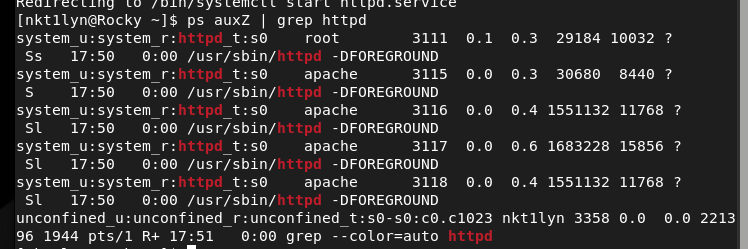 Redirecting to /bin/systemctl start httpd.service
[nkt1lyn@Rocky ~]$ ps auxZ | grep httpd
system_u:system_r:httpd_t:s0    root        3111  0.1  0.3  29184 10032 ?
 Ss   17:50   0:00 /usr/sbin/httpd -DFOREGROUND
system_u:system_r:httpd_t:s0    apache      3115  0.0  0.3  30680  8440 ?
 S    17:50   0:00 /usr/sbin/httpd -DFOREGROUND
system_u:system_r:httpd_t:s0    apache      3116  0.0  0.4 1551132 11768 ?
 Sl   17:50   0:00 /usr/sbin/httpd -DFOREGROUND
system_u:system_r:httpd_t:s0    apache      3117  0.0  0.6 1683228 15856 ?
 Sl   17:50   0:00 /usr/sbin/httpd -DFOREGROUND
system_u:system_r:httpd_t:s0    apache      3118  0.0  0.4 1551132 11768 ?
 Sl   17:50   0:00 /usr/sbin/httpd -DFOREGROUND
unconfined_u:unconfined_r:unconfined_t:s0-s0:c0.c1023 nkt1lyn 3358 0.0  0.0 2213
96 1944 pts/1 R+ 17:51   0:00 grep --color=auto httpd